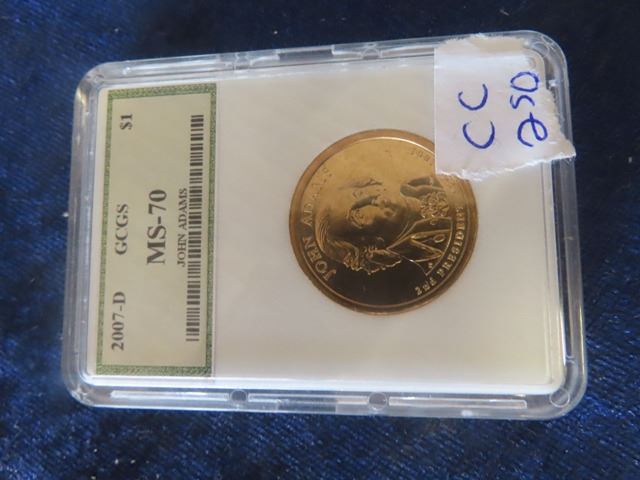 2007-D $1
GCGS
MS-70
JOHN ADAMS
JOHN ADAMS
2nd PRESIDENT
CC
250